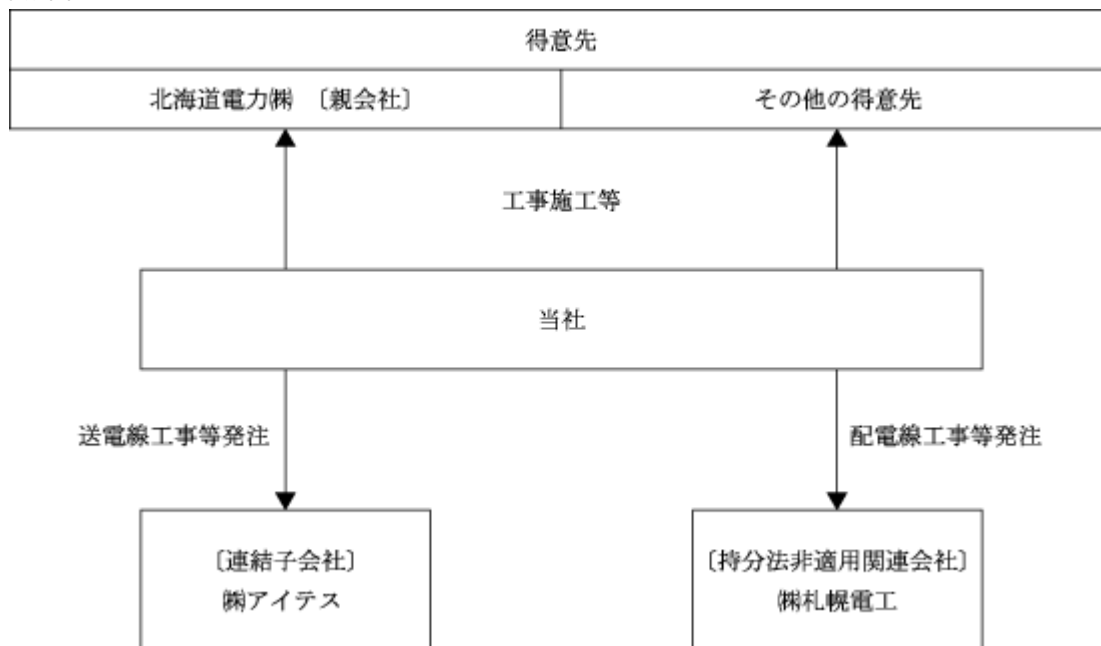 得意先
北海道電力㈱ 〔親会社〕
その他の得意先
工事施工等
当社
送電線工事等発注
配電線工事等発注
〔連結子会社〕
㈱アイテス
〔持分法非適用関連会社〕
㈱札幌電工